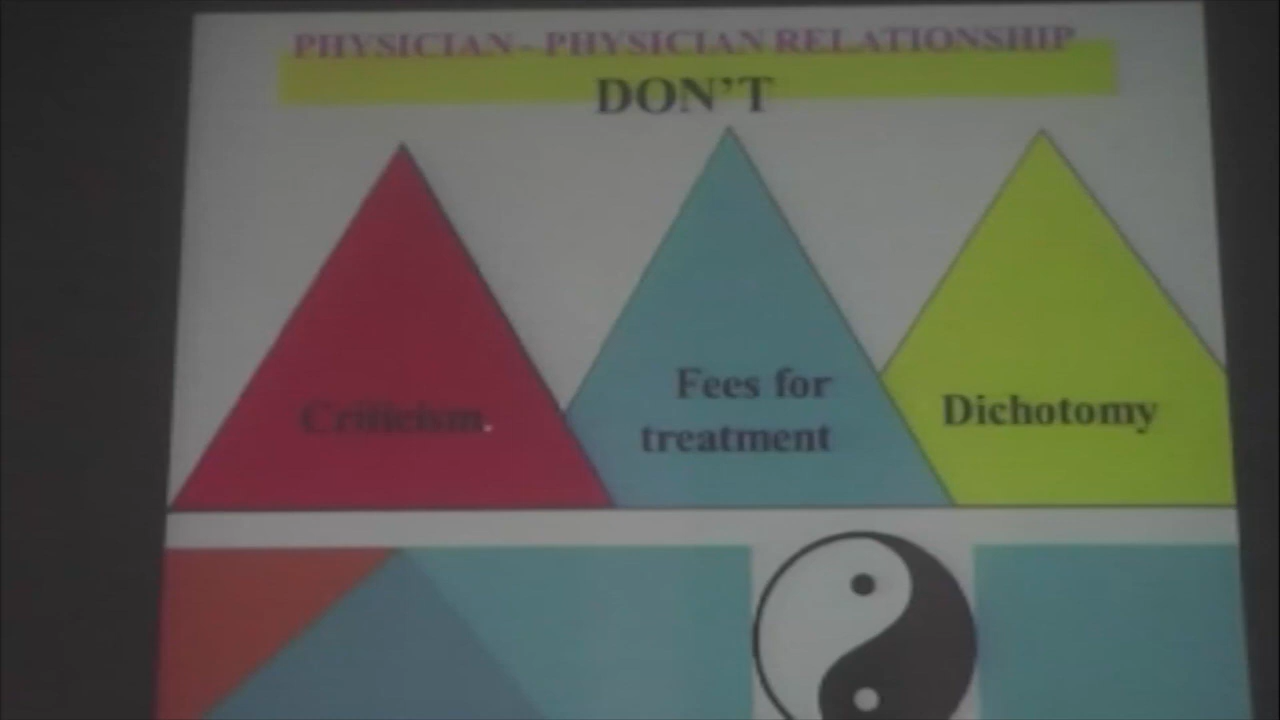 PHYSICIAN - PHYSICIAN RELATIONSHIP
DON'T
Criticism.
Fees for
treatment
Dichotomy